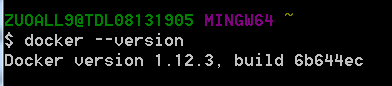 ZUOALL9@TDL08131905 MINGW64 ~
$ docker --version
Docker version 1.12.3, build 6b644ec